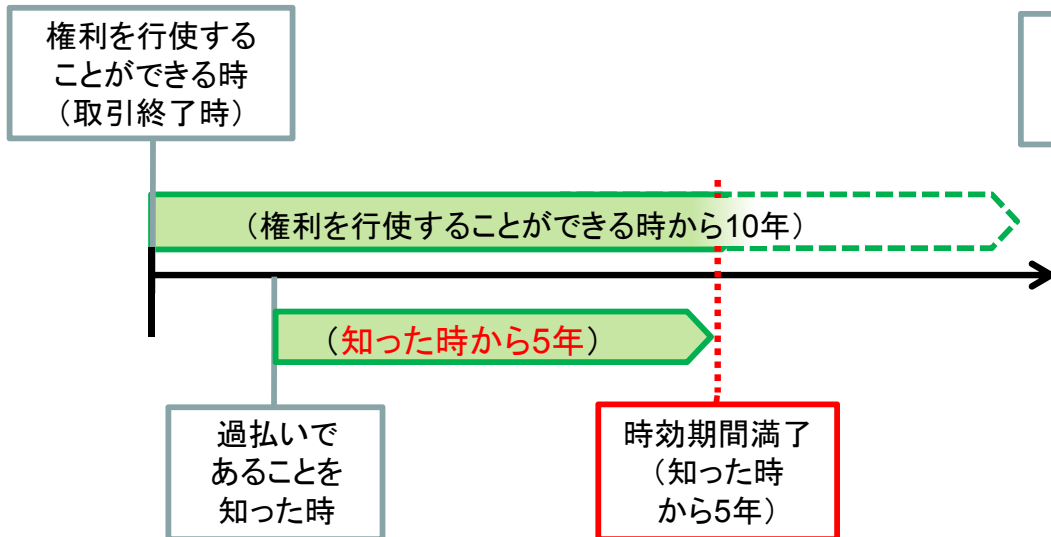 権利を行使する
ことができる時
（取引終了時）
（権利を行使することができる時から10年）
（知った時から5年）
過払いで
あることを
知った時
時効期間満了
（知った時
から5年）